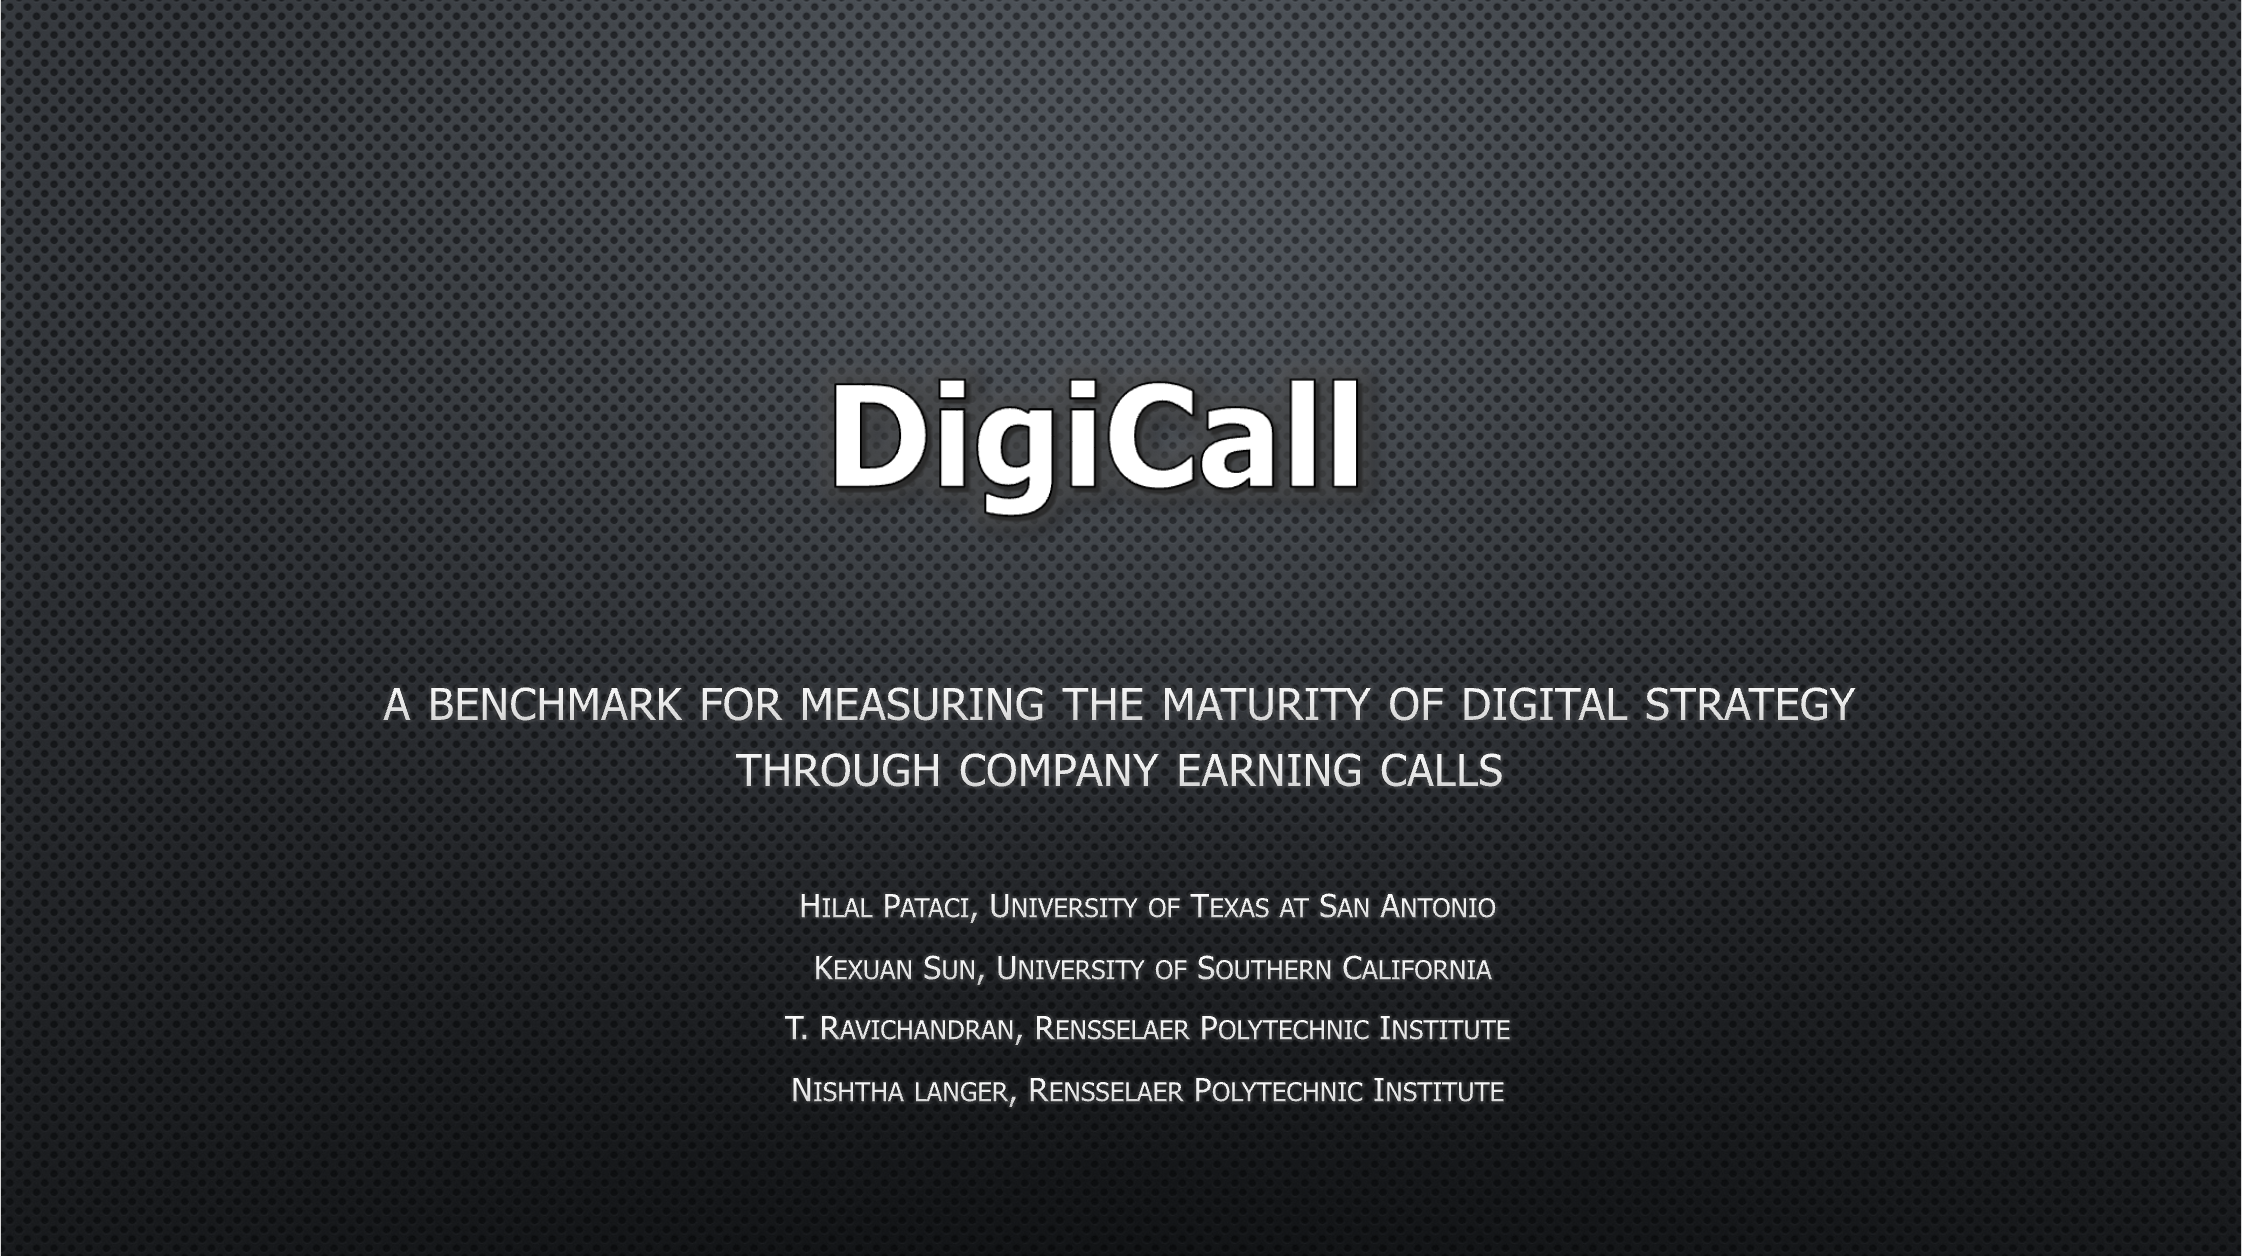 DigiCall
A BENCHMARK FOR MEASURING THE MATURITY OF DIGITAL STRATEGY
THROUGH COMPANY EARNING CALLS
HILAL PATACI, UNIVERSITY OF TEXAS AT SAN ANTONIO
KEXUAN SUN, UNIVERSITY OF SOUTHERN CALIFORNIA
T. RAVICHANDRAN, RENSSELAER POLYTECHNIC INSTITUTE
NISHTHA LANGER, RENSSELAER POLYTECHNIC INSTITUTE